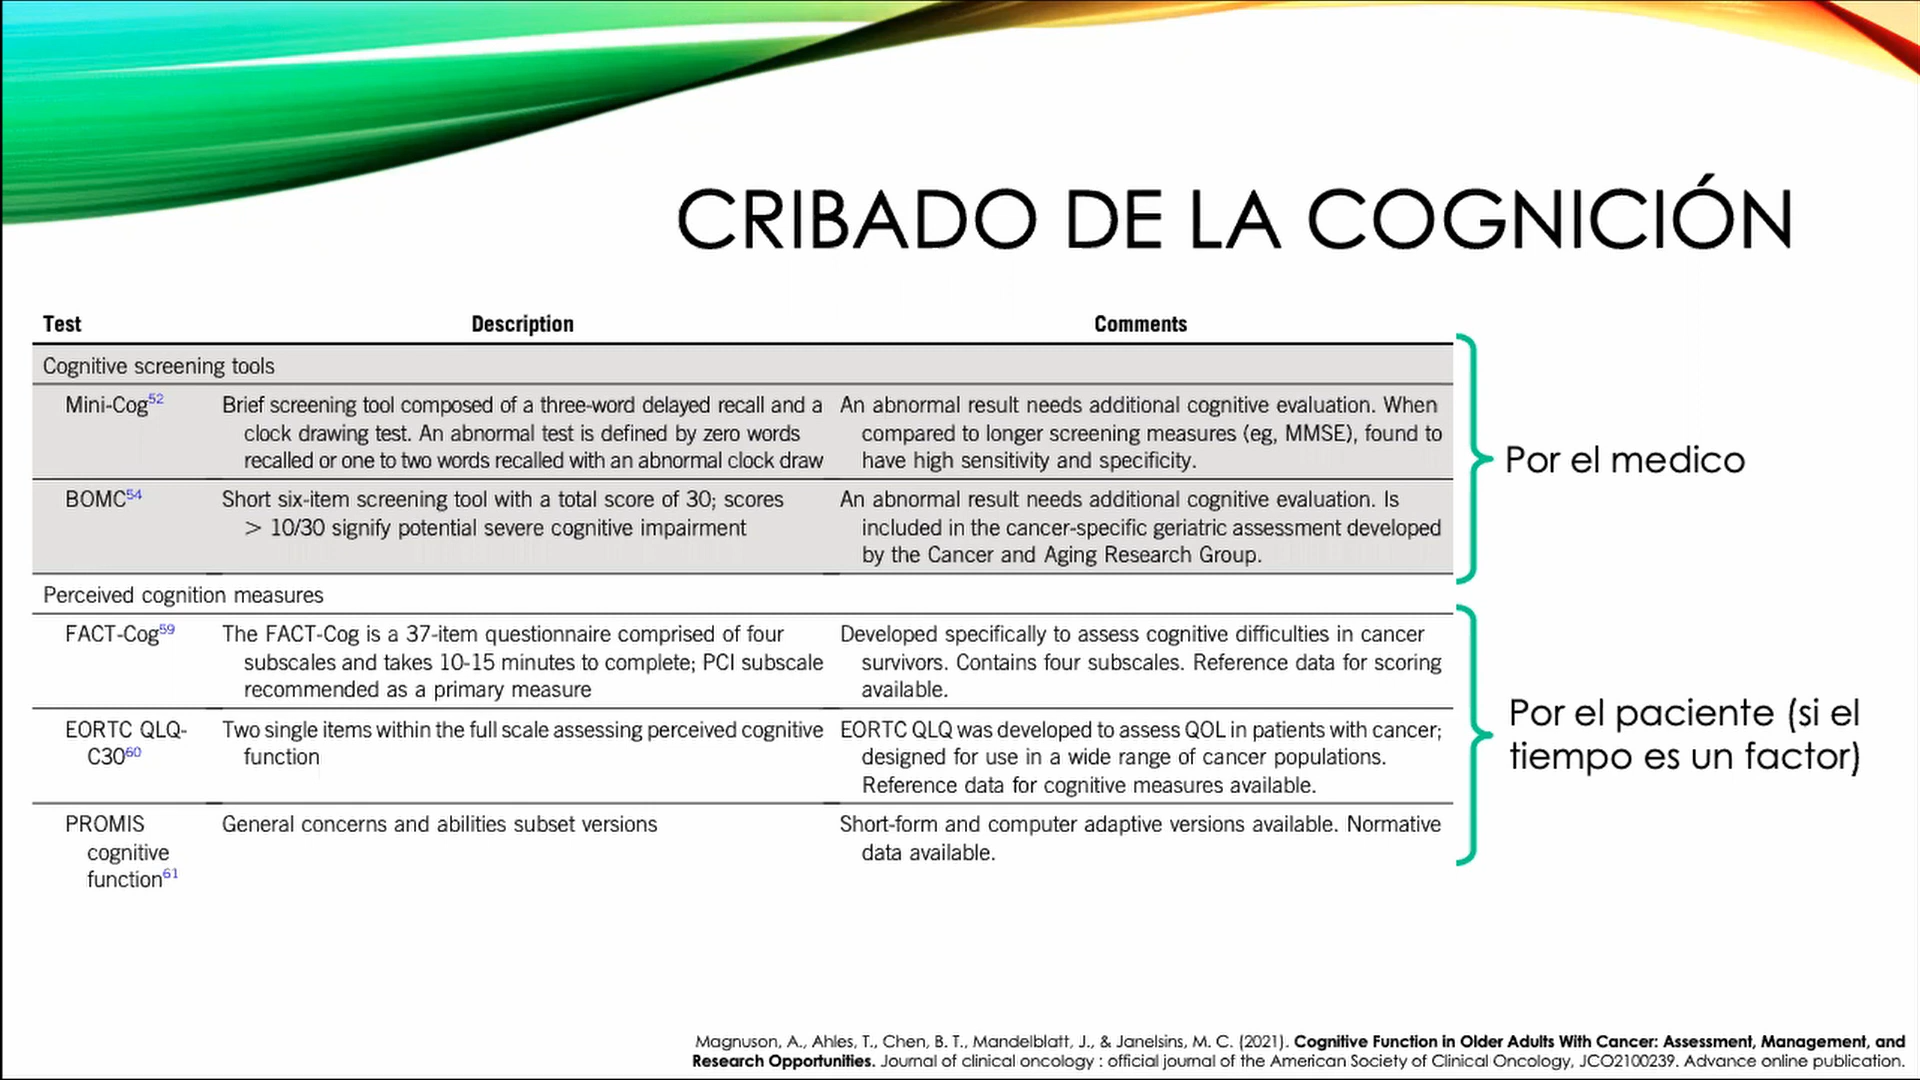 CRIBADO DE LA COGNICIÓN
Test Description Comments
Cognitive screening tools
Mini-Cog52 Brief screening tool composed of a three-word delayed recall and a An abnormal result needs additional cognitive evaluation. When
clock drawing test. An abnormal test is defined by zero words compared to longer screening measures (eg, MMSE), found to
recalled or one to two words recalled with an abnormal clock draw have high sensitivity and specificity.
Por el medico
BOMC54 Short six-item screening tool with a total score of 30; scores An abnormal result needs additional cognitive evaluation. Is
> 10/30 signify potential severe cognitive impairment included in the cancer-specific geriatric assessment developed
by the Cancer and Aging Research Group.
Perceived cognition measures
FACT-Cog59 The FACT-Cog is a 37-item questionnaire comprised of four Developed specifically to assess cognitive difficulties in cancer
subscales and takes 10-15 minutes to complete; PCI subscale survivors. Contains four subscales. Reference data for scoring
recommended as a primary measure available.
EORTC QLQ- Two single items within the full scale assessing perceived cognitive EORTC QLQ was developed to assess QOL in patients with cancer;
C3060 function designed for use in a wide range of cancer populations.
Reference data for cognitive measures available.
Por el paciente (si el
tiempo es un factor)
PROMIS General concerns and abilities subset versions Short-form and computer adaptive versions available. Normative
cognitive data available.
function61
Magnuson, A., Ahles, T., Chen, B. T., Mandelblatt, J., & Janelsins, M. C. (2021). Cognitive Function in Older Adults With Cancer: Assessment, Management, and
Research Opportunities. Journal of clinical oncology : official journal of the American Society of Clinical Oncology, JCO2100239. Advance online publication.